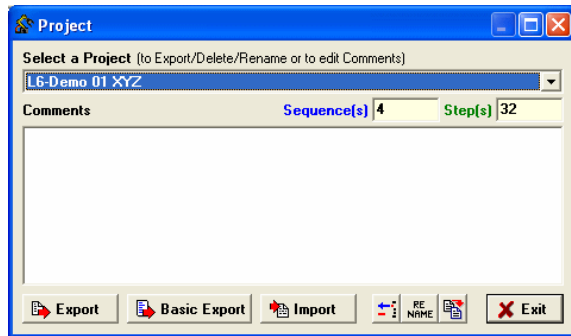 Project
Select a Project (to Export/Delete/Rename or to edit Comments)
L6-Demo 01 XYZ
Comments Sequence(s) 4 Step(s) 32
Export Basic Export Import RE NAME Exit